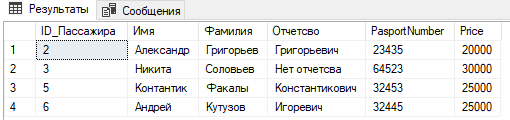 Результаты Сообщения
ID_Пассажира Имя Фамилия Отчетсво PasportNumber Price
1 2 Александр Григорьев Григорьевич 23435 20000
2 3 Никита Соловьев Нет отчетсва 64523 30000
3 5 Контантик Факалы Константикович 32453 25000
4 6 Андрей Кутузов Игоревич 32445 25000